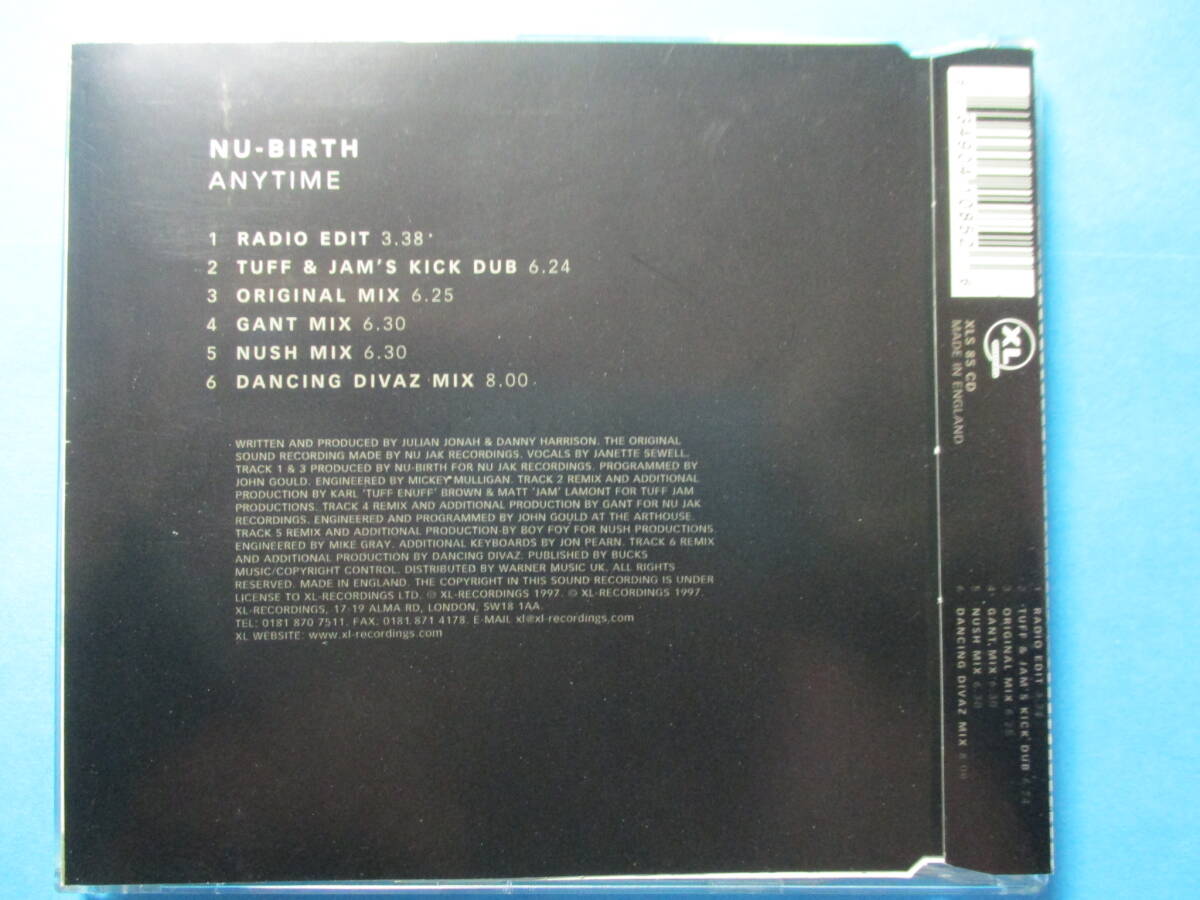 NU-BIRTH
ANYTIME
1 RADIO EDIT 3.38
2 TUFF & JAM'S KICK DUB 6.24
3 ORIGINAL MIX 6.25
4 GANT MIX 6.30
5 NUSH MIX 6.30
6 DANCING DIVAZ MIX 8.00
WRITTEN AND PRODUCED BY JULIAN JONAH & DANNY HARRISON. THE ORIGINAL
SOUND RECORDING MADE BY NU JAK RECORDINGS. VOCALS BY JANETTE SEWELL.
TRACK 1 & 3 PRODUCED BY NU-BIRTH FOR NU JAK RECORDINGS. PROGRAMMED BY
JOHN GOULD. ENGINEERED BY MICKEY MULLIGAN. TRACK 2 REMIX AND ADDITIONAL
PRODUCTION BY KARL 'TUFF ENUFF' BROWN & MATT 'JAM' LAMONT FOR TUFF JAM
PRODUCTIONS. TRACK 4 REMIX AND ADDITIONAL PRODUCTION BY GANT FOR NU JAK
RECORDINGS. ENGINEERED AND PROGRAMMED BY JOHN GOULD AT THE ARTHOUSE.
TRACK 5 REMIX AND ADDITIONAL PRODUCTION BY BOY FOY FOR NUSH PRODUCTIONS.
ENGINEERED BY MIKE GRAY. ADDITIONAL KEYBOARDS BY JON PEARN. TRACK 6 REMIX
AND ADDITIONAL PRODUCTION BY DANCING DIVAZ. PUBLISHED BY BUCKS
MUSIC/COPYRIGHT CONTROL. DISTRIBUTED BY WARNER MUSIC UK. ALL RIGHTS
RESERVED. MADE IN ENGLAND. THE COPYRIGHT IN THIS SOUND RECORDING IS UNDER
LICENSE TO XL-RECORDINGS LTD. ℗ XL-RECORDINGS 1997. © XL-RECORDINGS 1997.
XL-RECORDINGS, 17-19 ALMA RD, LONDON, SW18 1AA.
TEL: 0181 870 7511. FAX. 0181 871 4178. E-MAIL xl@xl-recordings.com
XL WEBSITE: www.xl-recordings.com
XL
XLS 85 CD
MADE IN ENGLAND
1 RADIO EDIT 3.38
2 TUFF & JAM'S KICK DUB 6.24
3 ORIGINAL MIX 6.25
4 GANT MIX 6.30
5 NUSH MIX 6.30
6 DANCING DIVAZ MIX 8.00